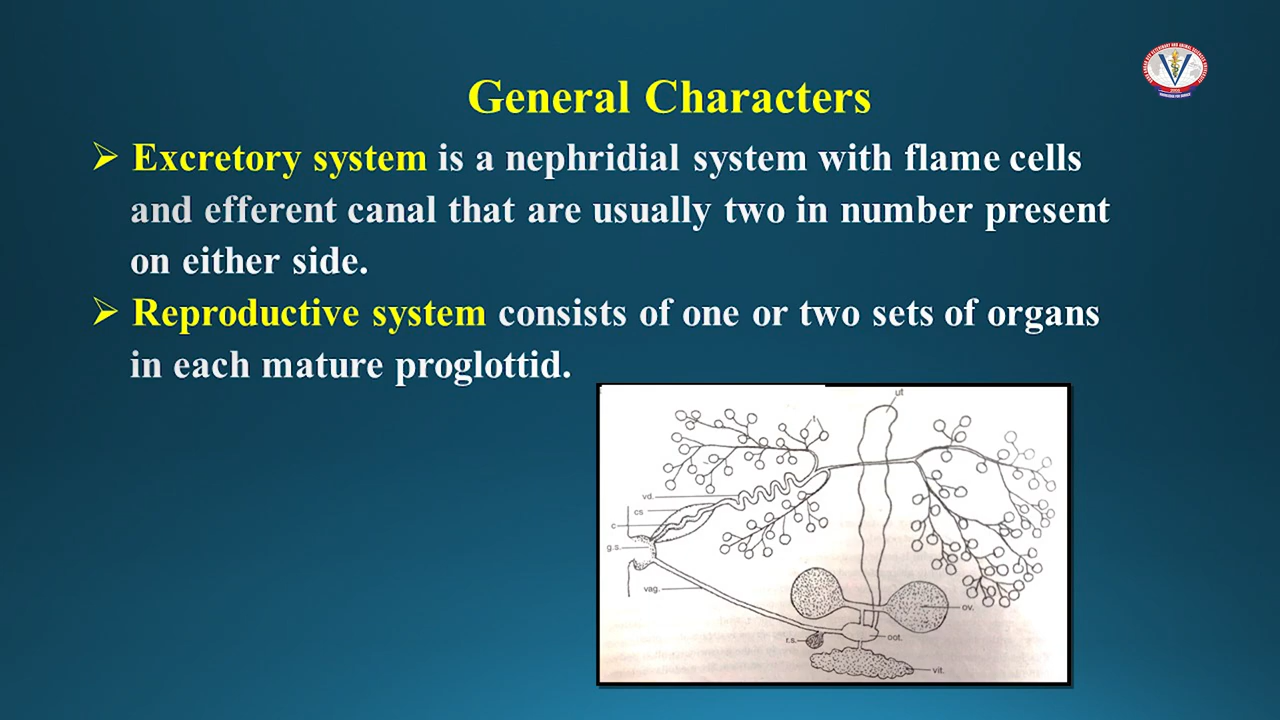 General Characters
➢ Excretory system is a nephridial system with flame cells
and efferent canal that are usually two in number present
on either side.
➢ Reproductive system consists of one or two sets of organs
in each mature proglottid.
ut
t
vd.
cs
c
g.s.
vag.
ov.
r.s.
oot.
vit.